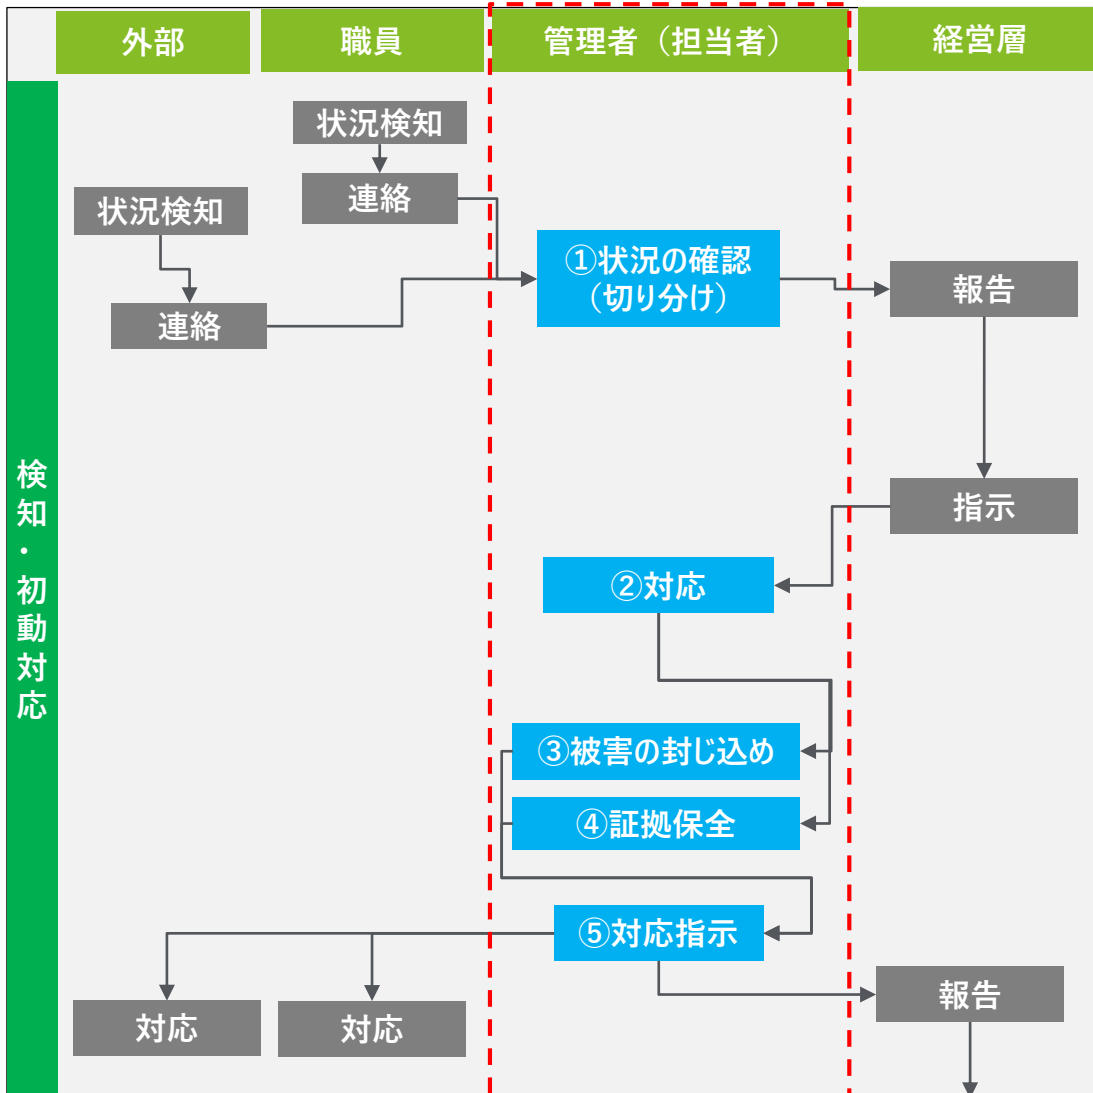 外部
職員
管理者（担当者）
経営層
検知・初動対応
状況検知
連絡
状況検知
連絡
①状況の確認
（切り分け）
報告
指示
②対応
③被害の封じ込め
④証拠保全
⑤対応指示
対応
対応
報告